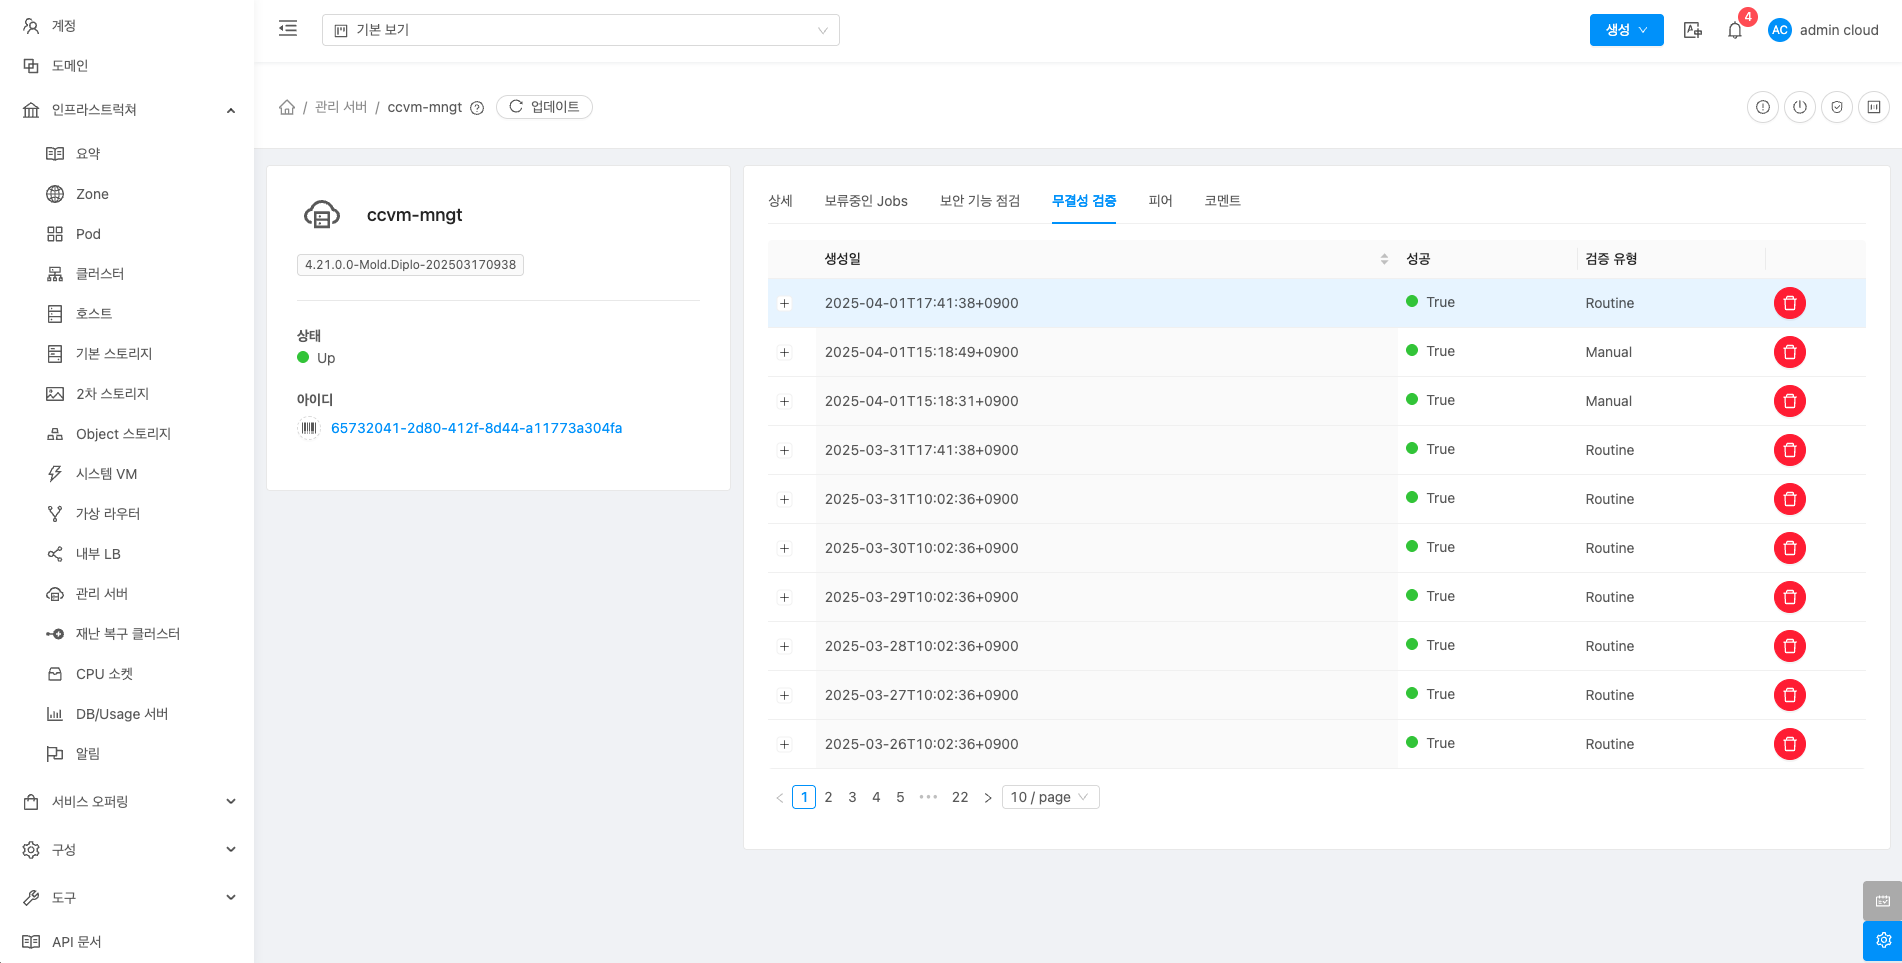 계정
도메인
인프라스트럭쳐
요약
Zone
Pod
클러스터
호스트
기본 스토리지
2차 스토리지
Object 스토리지
시스템 VM
가상 라우터
내부 LB
관리 서버
재난 복구 클러스터
CPU 소켓
DB/Usage 서버
알림
서비스 오퍼링
구성
도구
API 문서
기본 보기
생성
4
AC admin cloud
/ 관리 서버 / ccvm-mngt 업데이트
ccvm-mngt
4.21.0.0-Mold.Diplo-202503170938
상태
Up
아이디
65732041-2d80-412f-8d44-a11773a304fa
상세 보류중인 Jobs 보안 기능 점검 무결성 검증 피어 코멘트
생성일 성공 검증 유형
2025-04-01T17:41:38+0900 True Routine
2025-04-01T15:18:49+0900 True Manual
2025-04-01T15:18:31+0900 True Manual
2025-03-31T17:41:38+0900 True Routine
2025-03-31T10:02:36+0900 True Routine
2025-03-30T10:02:36+0900 True Routine
2025-03-29T10:02:36+0900 True Routine
2025-03-28T10:02:36+0900 True Routine
2025-03-27T10:02:36+0900 True Routine
2025-03-26T10:02:36+0900 True Routine
< 1 2 3 4 5 ••• 22 > 10 / page